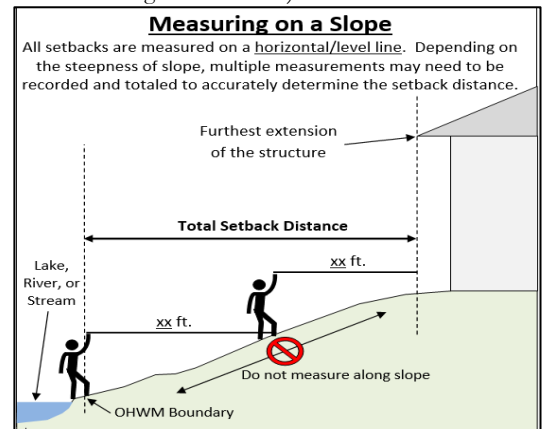 Measuring on a Slope
All setbacks are measured on a horizontal/level line. Depending on
the steepness of slope, multiple measurements may need to be
recorded and totaled to accurately determine the setback distance.
Furthest extension
of the structure
Total Setback Distance
Lake,
River, or
Stream
xx ft.
xx ft.
Do not measure along slope
OHWM Boundary